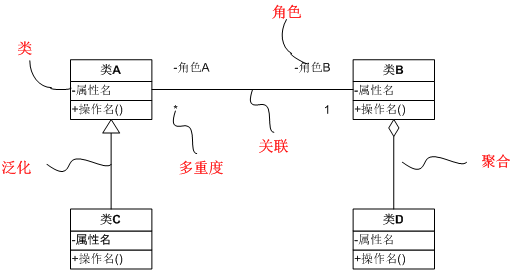 角色
类
类A
-角色A
-角色B
类B
-属性名
-属性名
+操作名()
*
1
+操作名()
关联
泛化
多重度
聚合
类C
类D
-属性名
-属性名
+操作名()
+操作名()